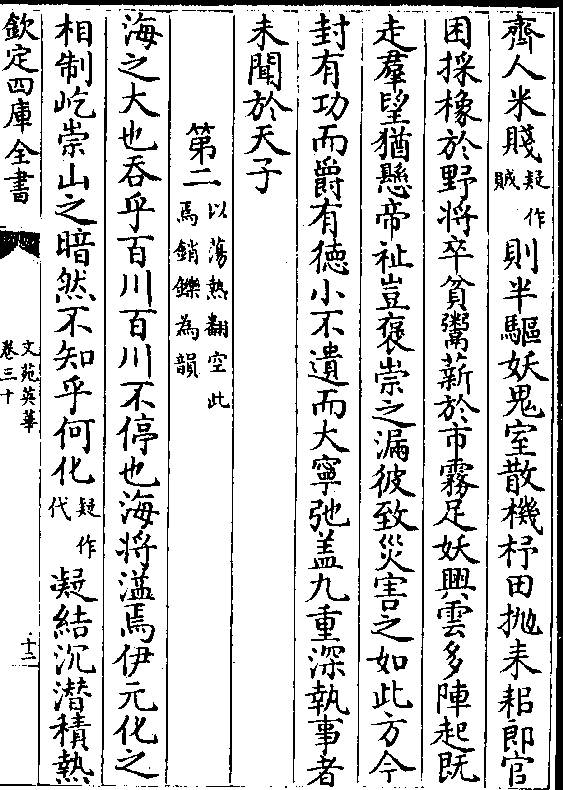 齊人米賤疑作賊則半驅妖鬼室散機杼田抛耒耜郎官
困採橡於野將卒貧鬻薪於市霧足妖興雲多陣起既
走羣望猶懸帝祉豈褒崇之漏彼致災害之如此方今
封有功而爵有徳小不遺而大寧弛盖九重深執事者
未聞於天子
第二以蕩熱翻空此焉銷鑠為韻
海之大也吞乎百川百川不停也海將溢焉伊元化之
相制屹崇山之暗然不知乎何化疑作代凝結沉潜積熱
欽定四庫全書
文苑英華
卷三十
十二